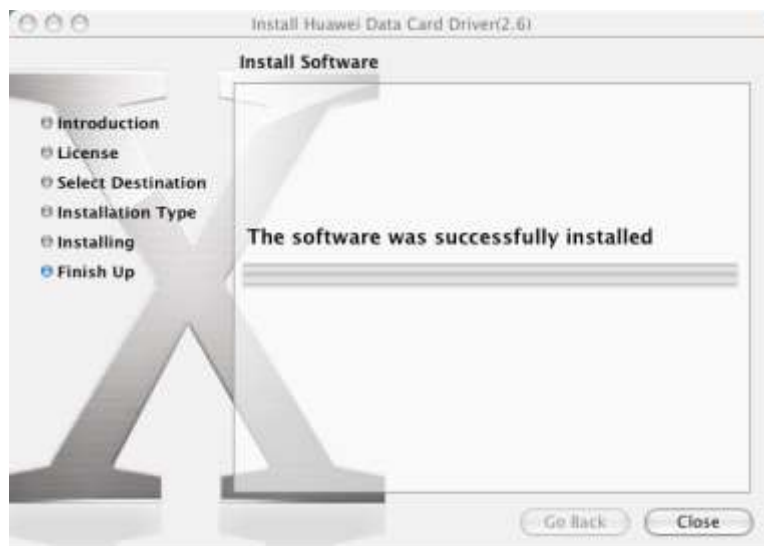 Install Huawei Data Card Driver(2.6)
Install Software
Introduction
License
Select Destination
Installation Type
Installing
Finish Up
The software was successfully installed
Go Back
Close